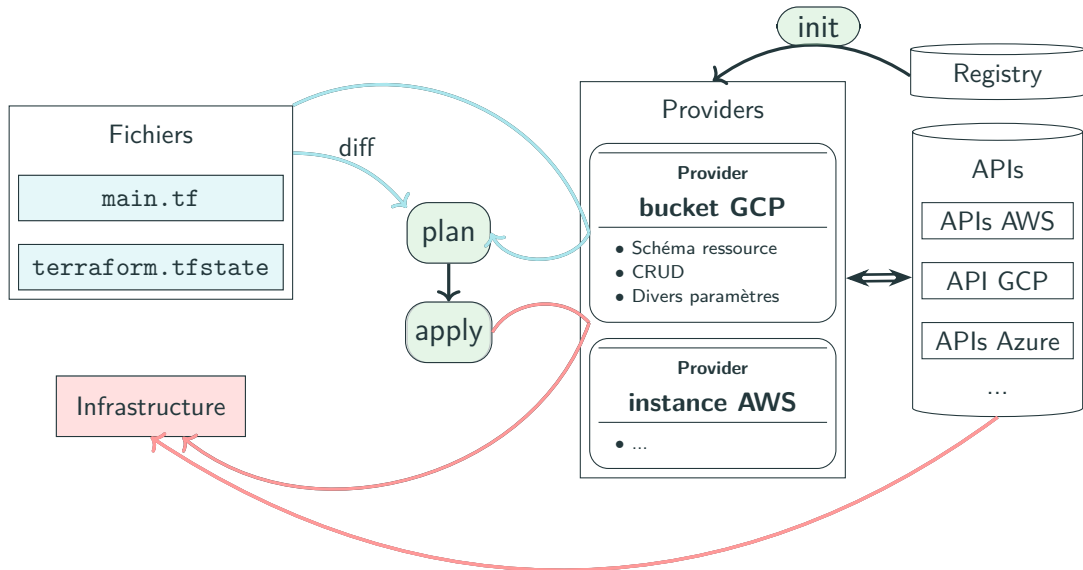 init
Registry
Fichiers
main.tf
terraform.tfstate
diff
plan
apply
Infrastructure
Providers
Provider
bucket GCP
• Schéma ressource
• CRUD
• Divers paramètres
Provider
instance AWS
• ...
APIs
APIs AWS
API GCP
APIs Azure
...